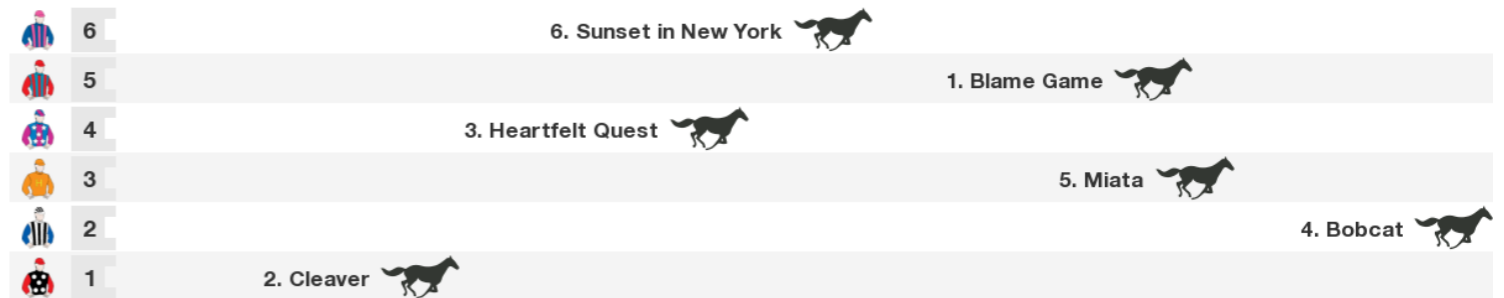 6 6. Sunset in New York
5 1. Blame Game
4 3. Heartfelt Quest
3 5. Miata
2 4. Bobcat
1 2. Cleaver